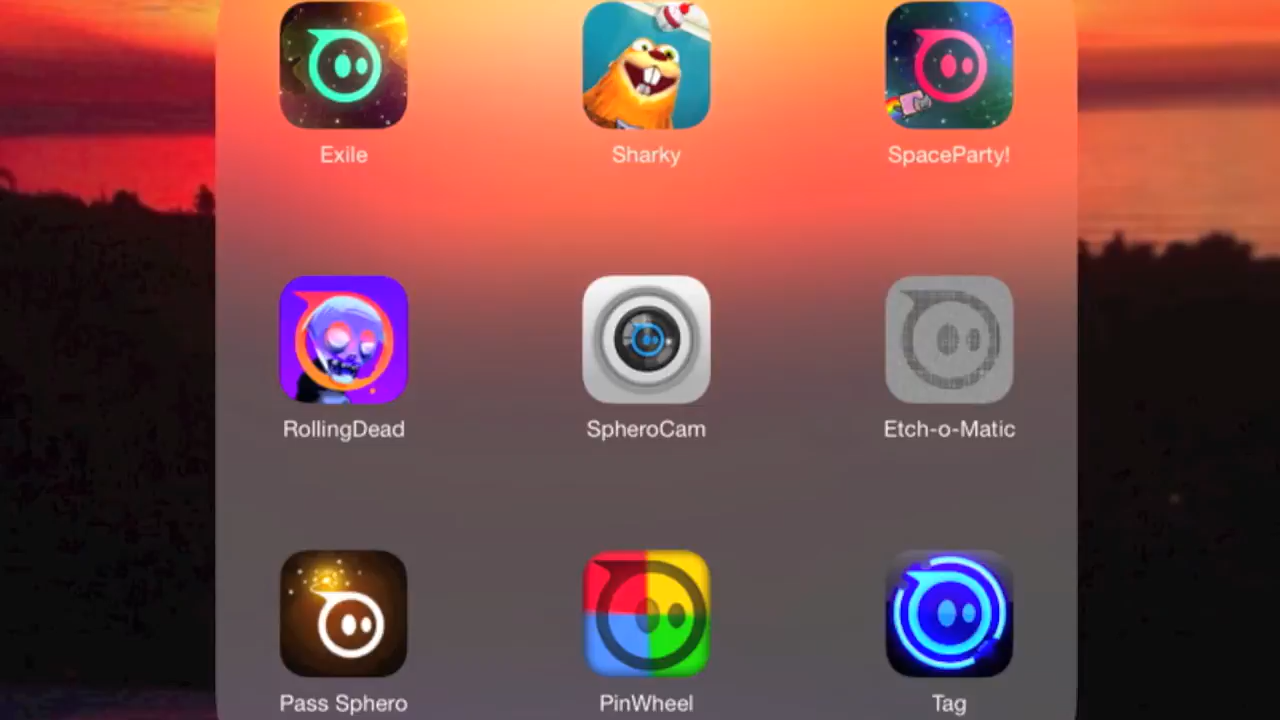 Exile
Sharky
SpaceParty!
RollingDead
SpheroCam
Etch-o-Matic
Pass Sphero
PinWheel
Tag